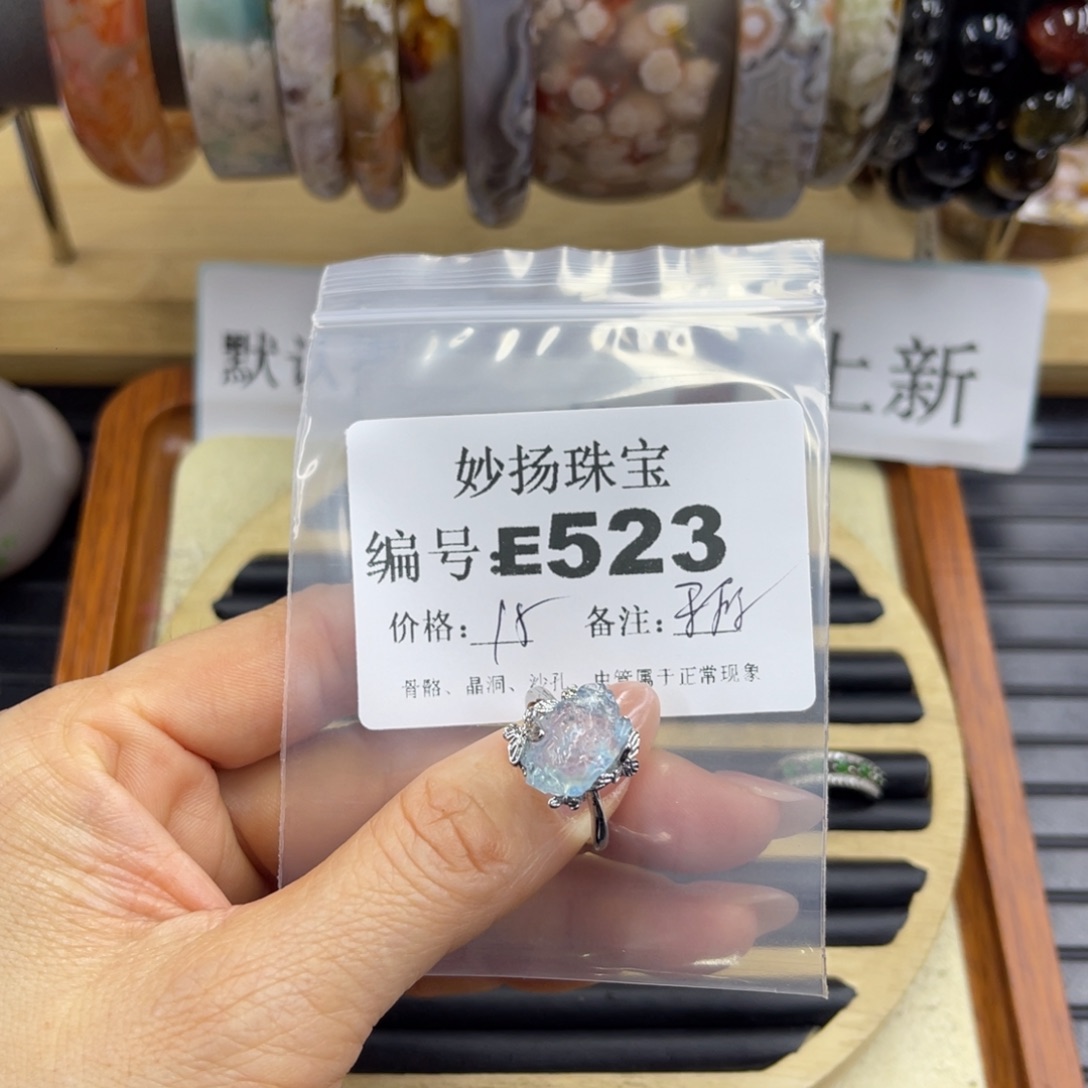 默认
上新
妙扬珠宝
编号:E523
价格: 18 备注:
骨骼、晶洞、沙孔、虫管属于正常现象